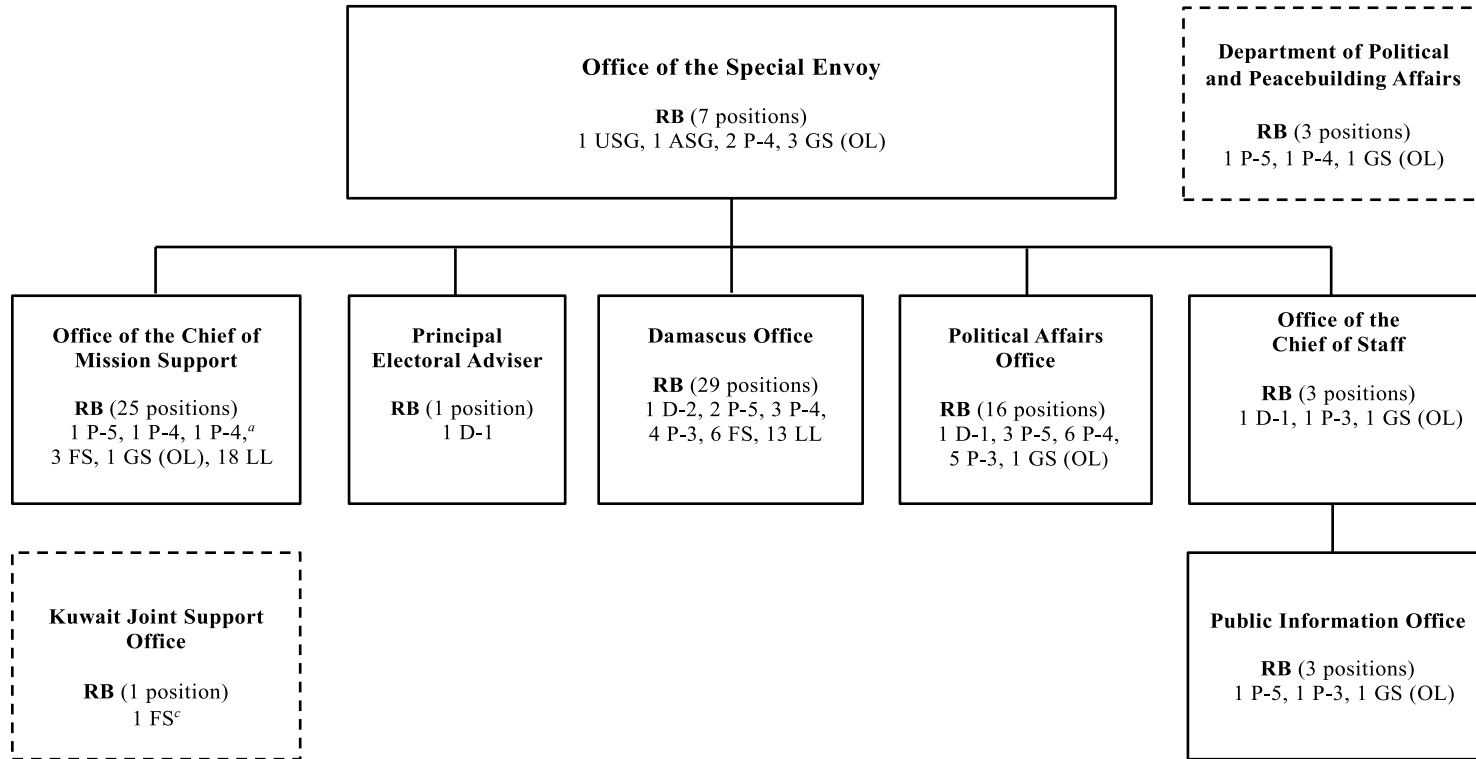 Office of the Special Envoy
RB (7 positions)
1 USG, 1 ASG, 2 P-4, 3 GS (OL)
Department of Political
and Peacebuilding Affairs
RB (3 positions)
1 P-5, 1 P-4, 1 GS (OL)
Office of the Chief of
Mission Support
RB (25 positions)
1 P-5, 1 P-4, 1 P-4,ᵃ
3 FS, 1 GS (OL), 18 LL
Principal
Electoral Adviser
RB (1 position)
1 D-1
Damascus Office
RB (29 positions)
1 D-2, 2 P-5, 3 P-4,
4 P-3, 6 FS, 13 LL
Political Affairs
Office
RB (16 positions)
1 D-1, 3 P-5, 6 P-4,
5 P-3, 1 GS (OL)
Office of the
Chief of Staff
RB (3 positions)
1 D-1, 1 P-3, 1 GS (OL)
Kuwait Joint Support
Office
RB (1 position)
1 FSᶜ
Public Information Office
RB (3 positions)
1 P-5, 1 P-3, 1 GS (OL)